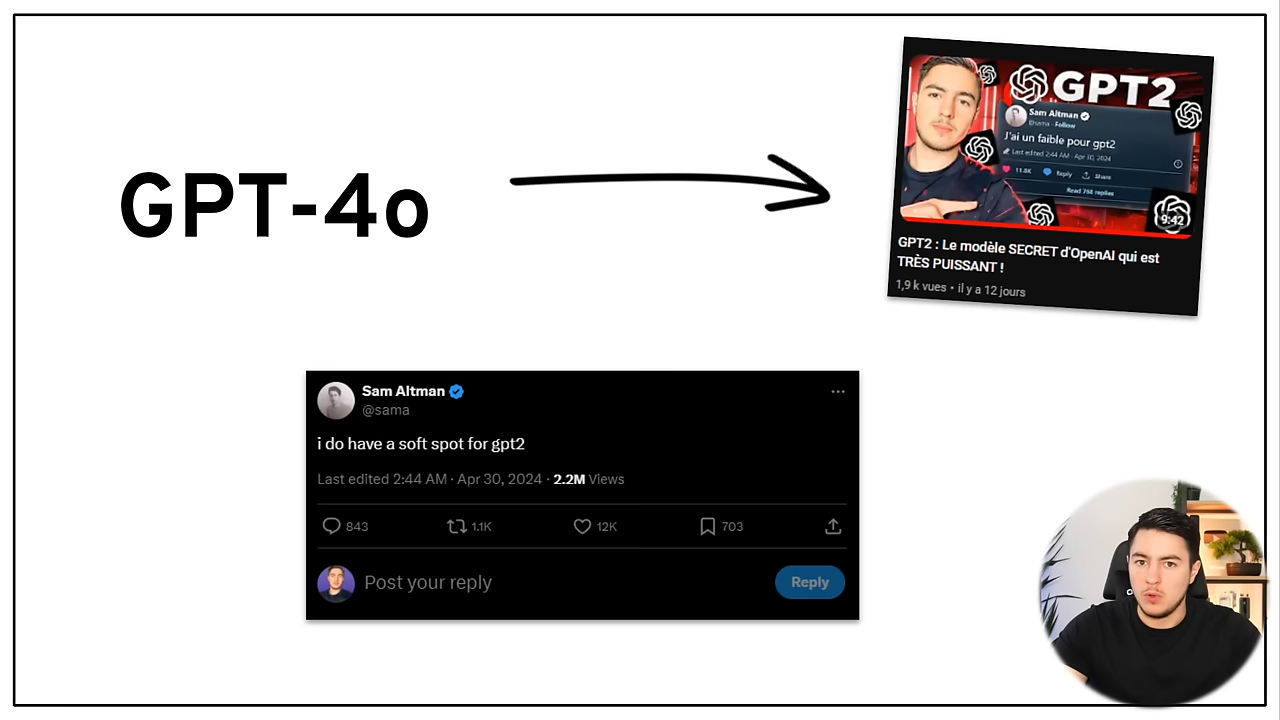 GPT-4o
GPT2
Sam Altman
@sama · Follow
J'ai un faible pour gpt2
Last edited 2:44 AM · Apr 30, 2024
11.8K Reply Share
Read 768 replies
9:42
GPT2 : Le modèle SECRET d'OpenAI qui est
TRÈS PUISSANT !
1,9 k vues • il y a 12 jours
Sam Altman
@sama
i do have a soft spot for gpt2
Last edited 2:44 AM · Apr 30, 2024 · 2.2M Views
843 1.1K 12K 703
Post your reply
Reply